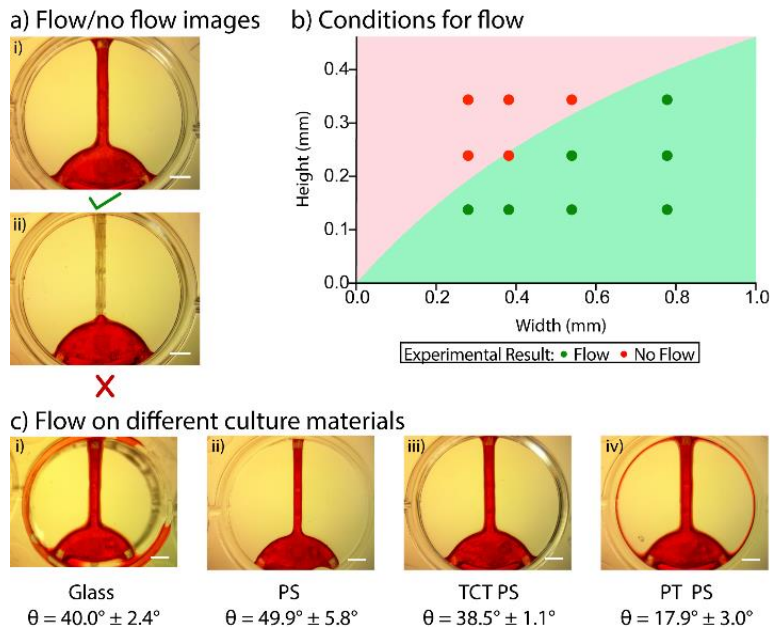 a) Flow/no flow images
i)
ii)
b) Conditions for flow
Height (mm)
0.4
0.3
0.2
0.1
0.0
0.0 0.2 0.4 0.6 0.8 1.0
Width (mm)
Experimental Result: Flow No Flow
c) Flow on different culture materials
i) ii) iii) iv)
Glass PS TCT PS PT PS
θ = 40.0° ± 2.4° θ = 49.9° ± 5.8° θ = 38.5° ± 1.1° θ = 17.9° ± 3.0°